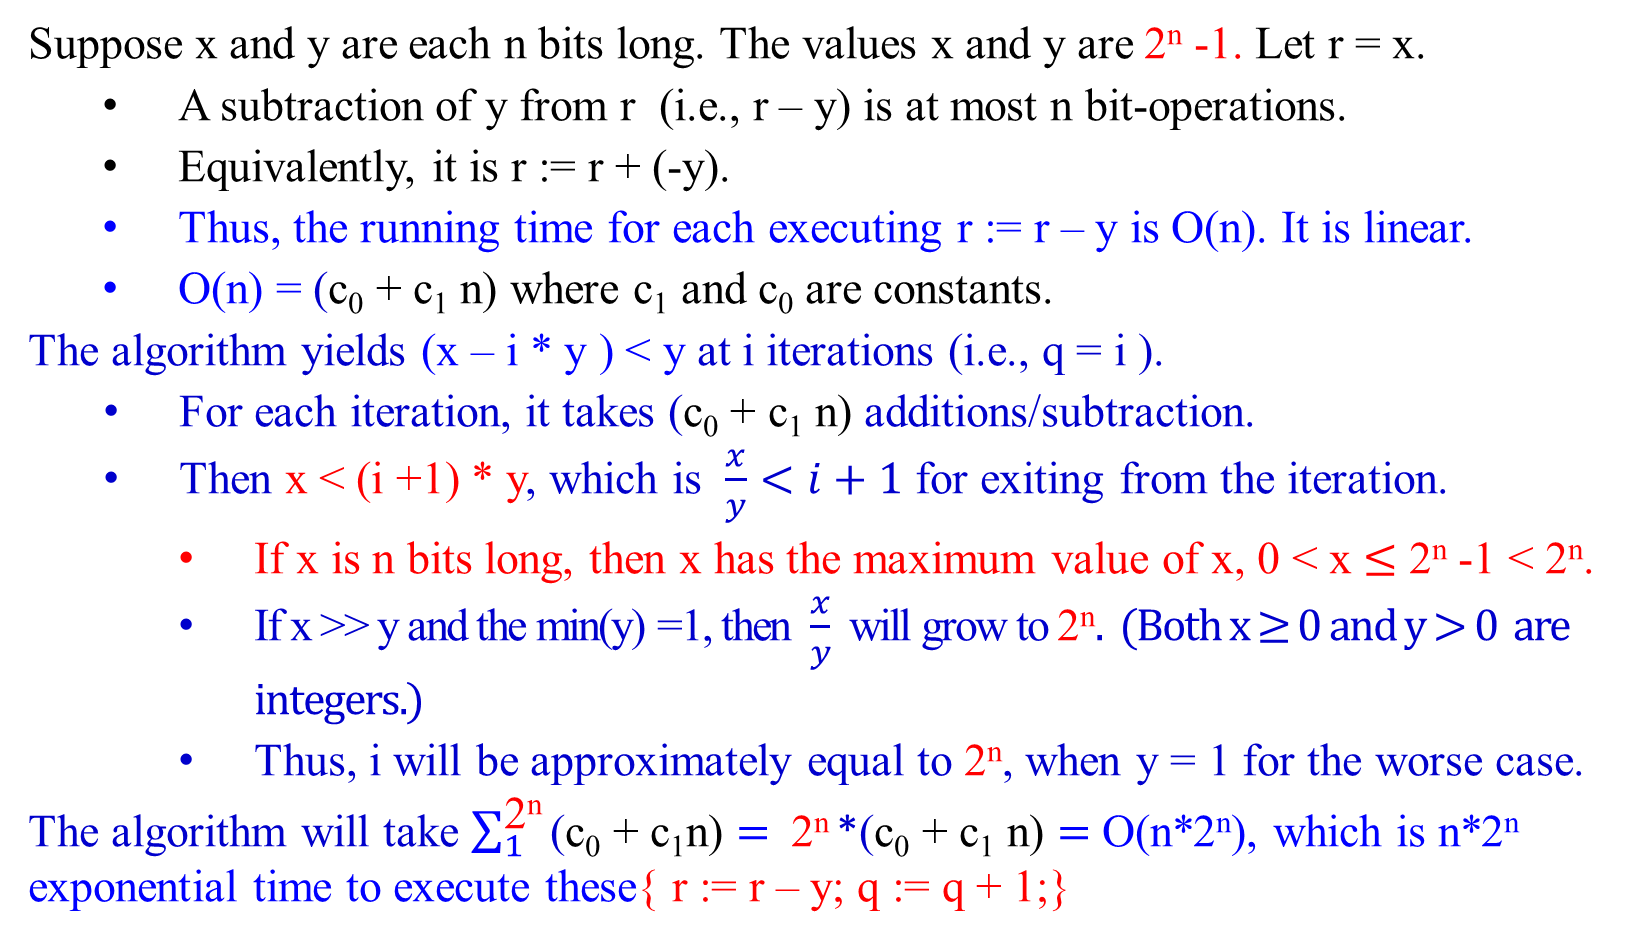 Suppose x and y are each n bits long. The values x and y are 2ⁿ -1. Let r = x.
• A subtraction of y from r (i.e., r – y) is at most n bit-operations.
• Equivalently, it is r := r + (-y).
• Thus, the running time for each executing r := r – y is O(n). It is linear.
• O(n) = (c₀ + c₁ n) where c₁ and c₀ are constants.
The algorithm yields (x – i * y ) < y at i iterations (i.e., q = i ).
• For each iteration, it takes (c₀ + c₁ n) additions/subtraction.
• Then x < (i +1) * y, which is x/y < i + 1 for exiting from the iteration.
• If x is n bits long, then x has the maximum value of x, 0 < x ≤ 2ⁿ -1 < 2ⁿ.
• If x >> y and the min(y) =1, then x/y will grow to 2ⁿ. (Both x ≥ 0 and y > 0 are
integers.)
• Thus, i will be approximately equal to 2ⁿ, when y = 1 for the worse case.
The algorithm will take ∑₁^2ⁿ (c₀ + c₁n) = 2ⁿ *(c₀ + c₁ n) = O(n*2ⁿ), which is n*2ⁿ
exponential time to execute these{ r := r – y; q := q + 1;}